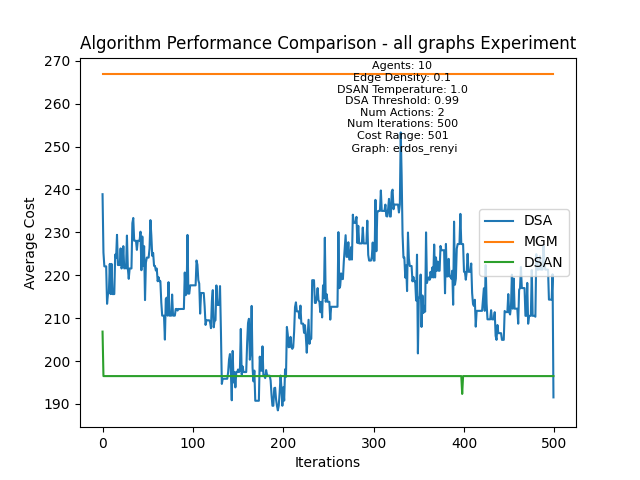 Algorithm Performance Comparison - all graphs Experiment
270
260
250
240
230
220
210
200
190
Average Cost
Agents: 10
Edge Density: 0.1
DSAN Temperature: 1.0
DSA Threshold: 0.99
Num Actions: 2
Num Iterations: 500
Cost Range: 501
Graph: erdos_renyi
DSA
MGM
DSAN
0
100
200
300
400
500
Iterations